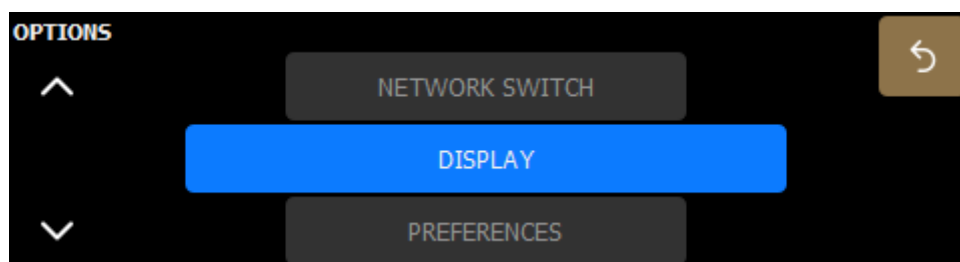 OPTIONS
NETWORK SWITCH
DISPLAY
PREFERENCES